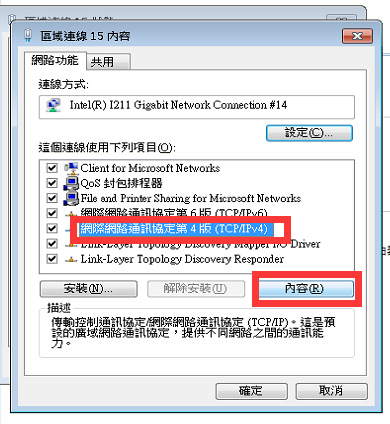 區域連線 15 內容
網路功能
共用
連線方式:
Intel(R) I211 Gigabit Network Connection #14
設定(C)...
這個連線使用下列項目(O):
Client for Microsoft Networks
QoS 封包排程器
File and Printer Sharing for Microsoft Networks
網際網路通訊協定第 6 版 (TCP/IPv6)
網際網路通訊協定第 4 版 (TCP/IPv4)
Link-Layer Topology Discovery Mapper I/O Driver
Link-Layer Topology Discovery Responder
安裝(N)...
解除安裝(U)
內容(R)
描述
傳輸控制通訊協定/網際網路通訊協定 (TCP/IP)。這是預
設的廣域網路通訊協定，提供不同網路之間的通訊能
力。
確定
取消